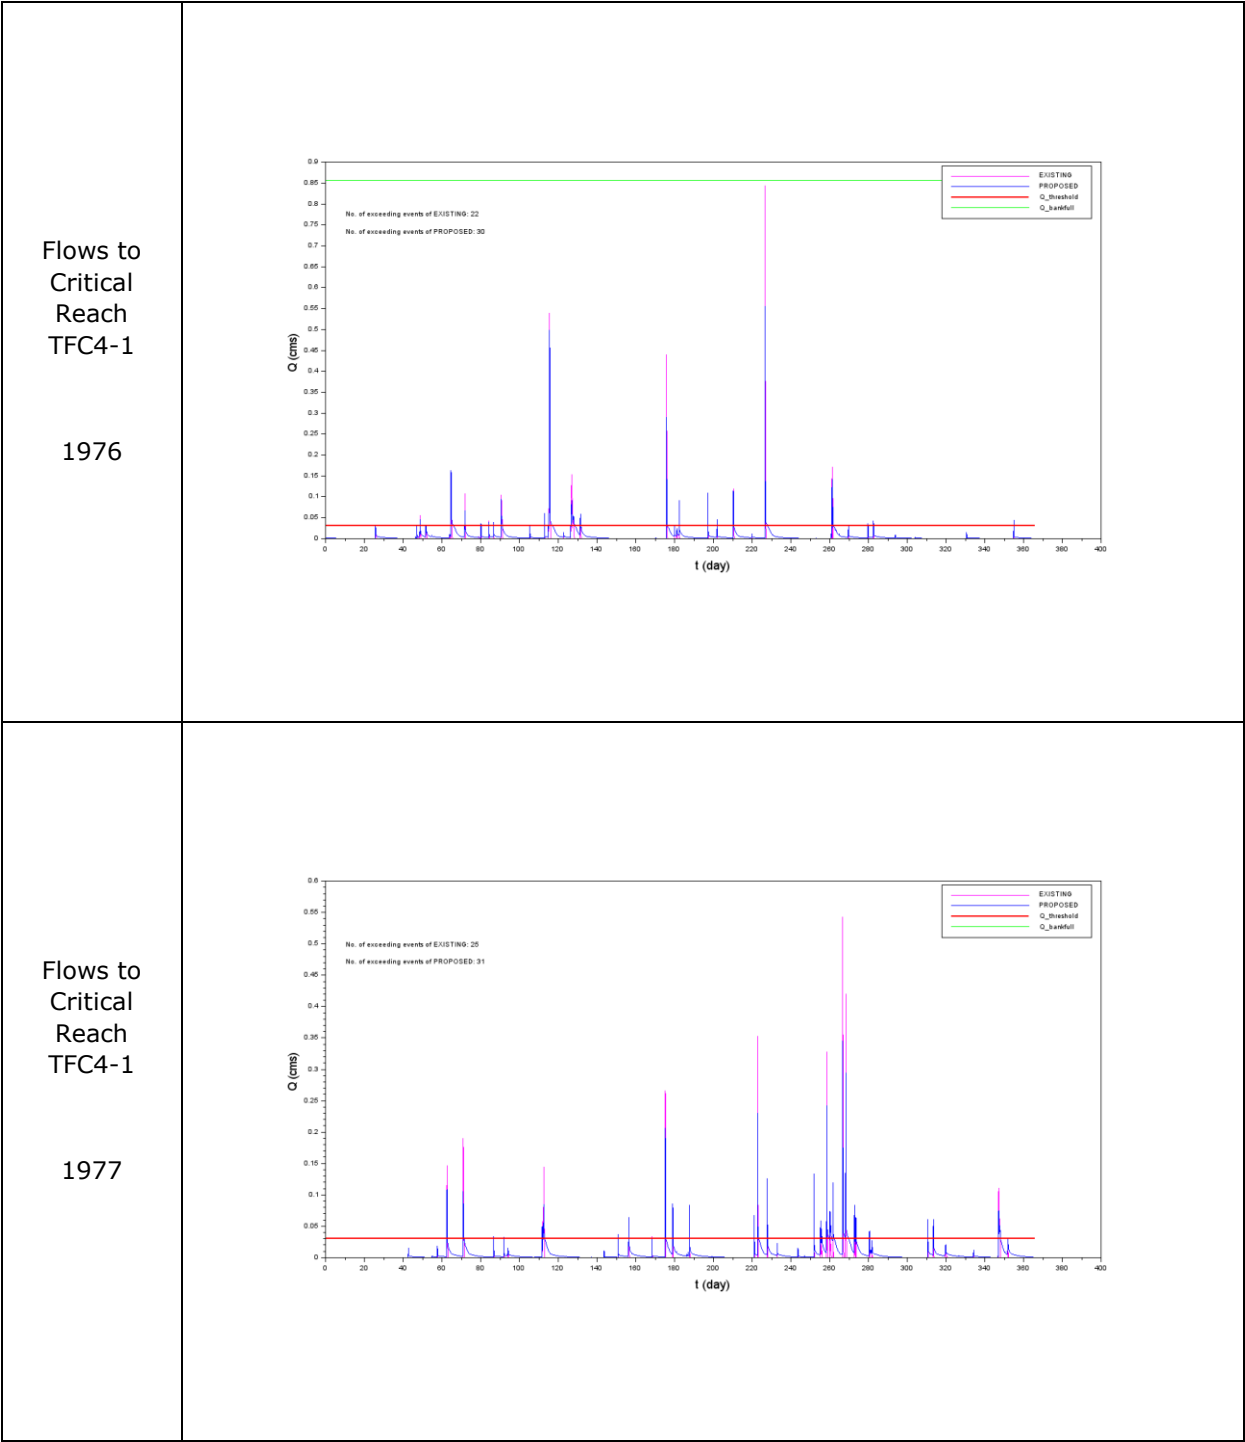 Flows to
Critical
Reach
TFC4-1
1976
0.9
0.85
0.8
0.75
0.7
0.65
0.6
0.55
0.5
0.45
0.4
0.35
0.3
0.25
0.2
0.15
0.1
0.05
0
Q (cms)
No. of exceeding events of EXISTING: 22
No. of exceeding events of PROPOSED: 30
EXISTING
PROPOSED
Q_threshold
Q_bankfull
0 20 40 60 80 100 120 140 160 180 200 220 240 260 280 300 320 340 360 380 400
t (day)
Flows to
Critical
Reach
TFC4-1
1977
0.6
0.55
0.5
0.45
0.4
0.35
0.3
0.25
0.2
0.15
0.1
0.05
0
Q (cms)
No. of exceeding events of EXISTING: 25
No. of exceeding events of PROPOSED: 31
EXISTING
PROPOSED
Q_threshold
Q_bankfull
0 20 40 60 80 100 120 140 160 180 200 220 240 260 280 300 320 340 360 380 400
t (day)